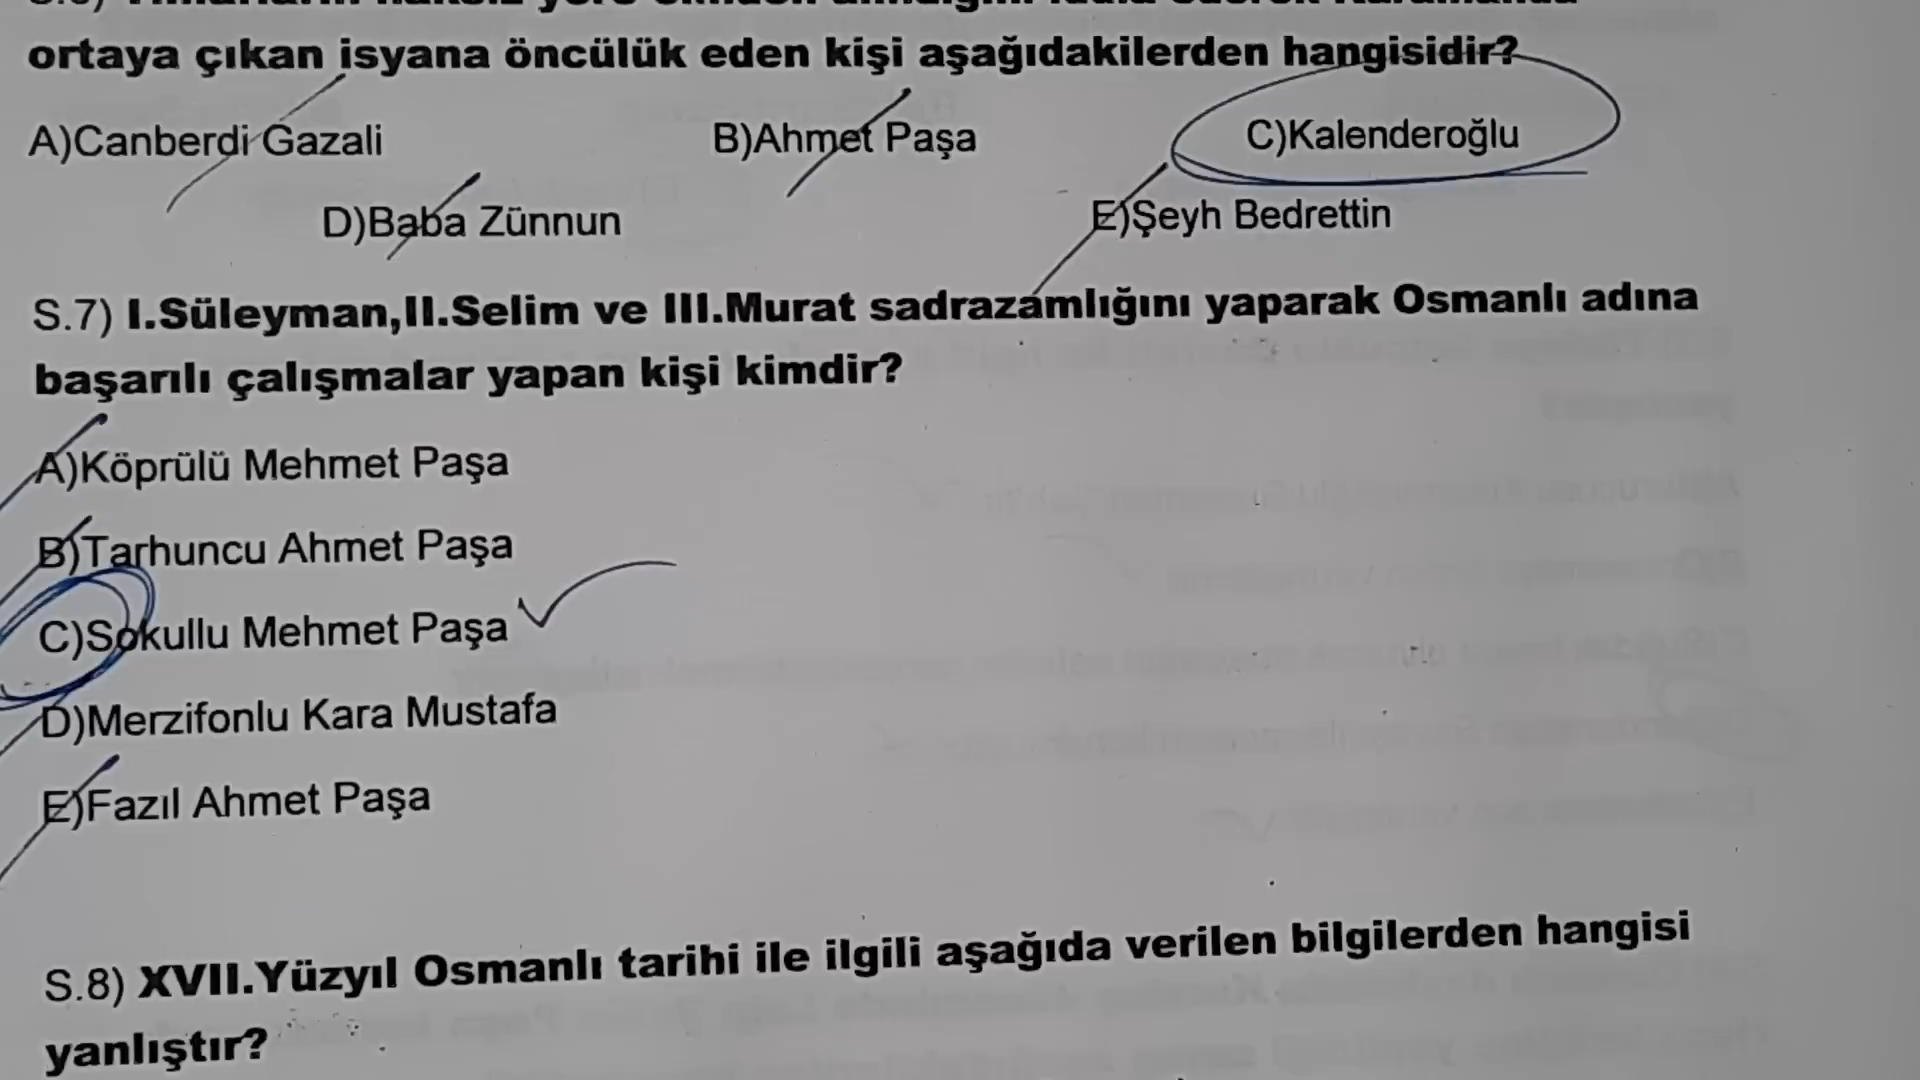 ortaya çıkan isyana öncülük eden kişi aşağıdakilerden hangisidir?
A)Canberdi Gazali B)Ahmet Paşa C)Kalenderoğlu
D)Baba Zünnun E)Şeyh Bedrettin
S.7) I.Süleyman,II.Selim ve III.Murat sadrazamlığını yaparak Osmanlı adına
başarılı çalışmalar yapan kişi kimdir?
A)Köprülü Mehmet Paşa
B)Tarhuncu Ahmet Paşa
C)Sokullu Mehmet Paşa
D)Merzifonlu Kara Mustafa
E)Fazıl Ahmet Paşa
S.8) XVII.Yüzyıl Osmanlı tarihi ile ilgili aşağıda verilen bilgilerden hangisi
yanlıştır?